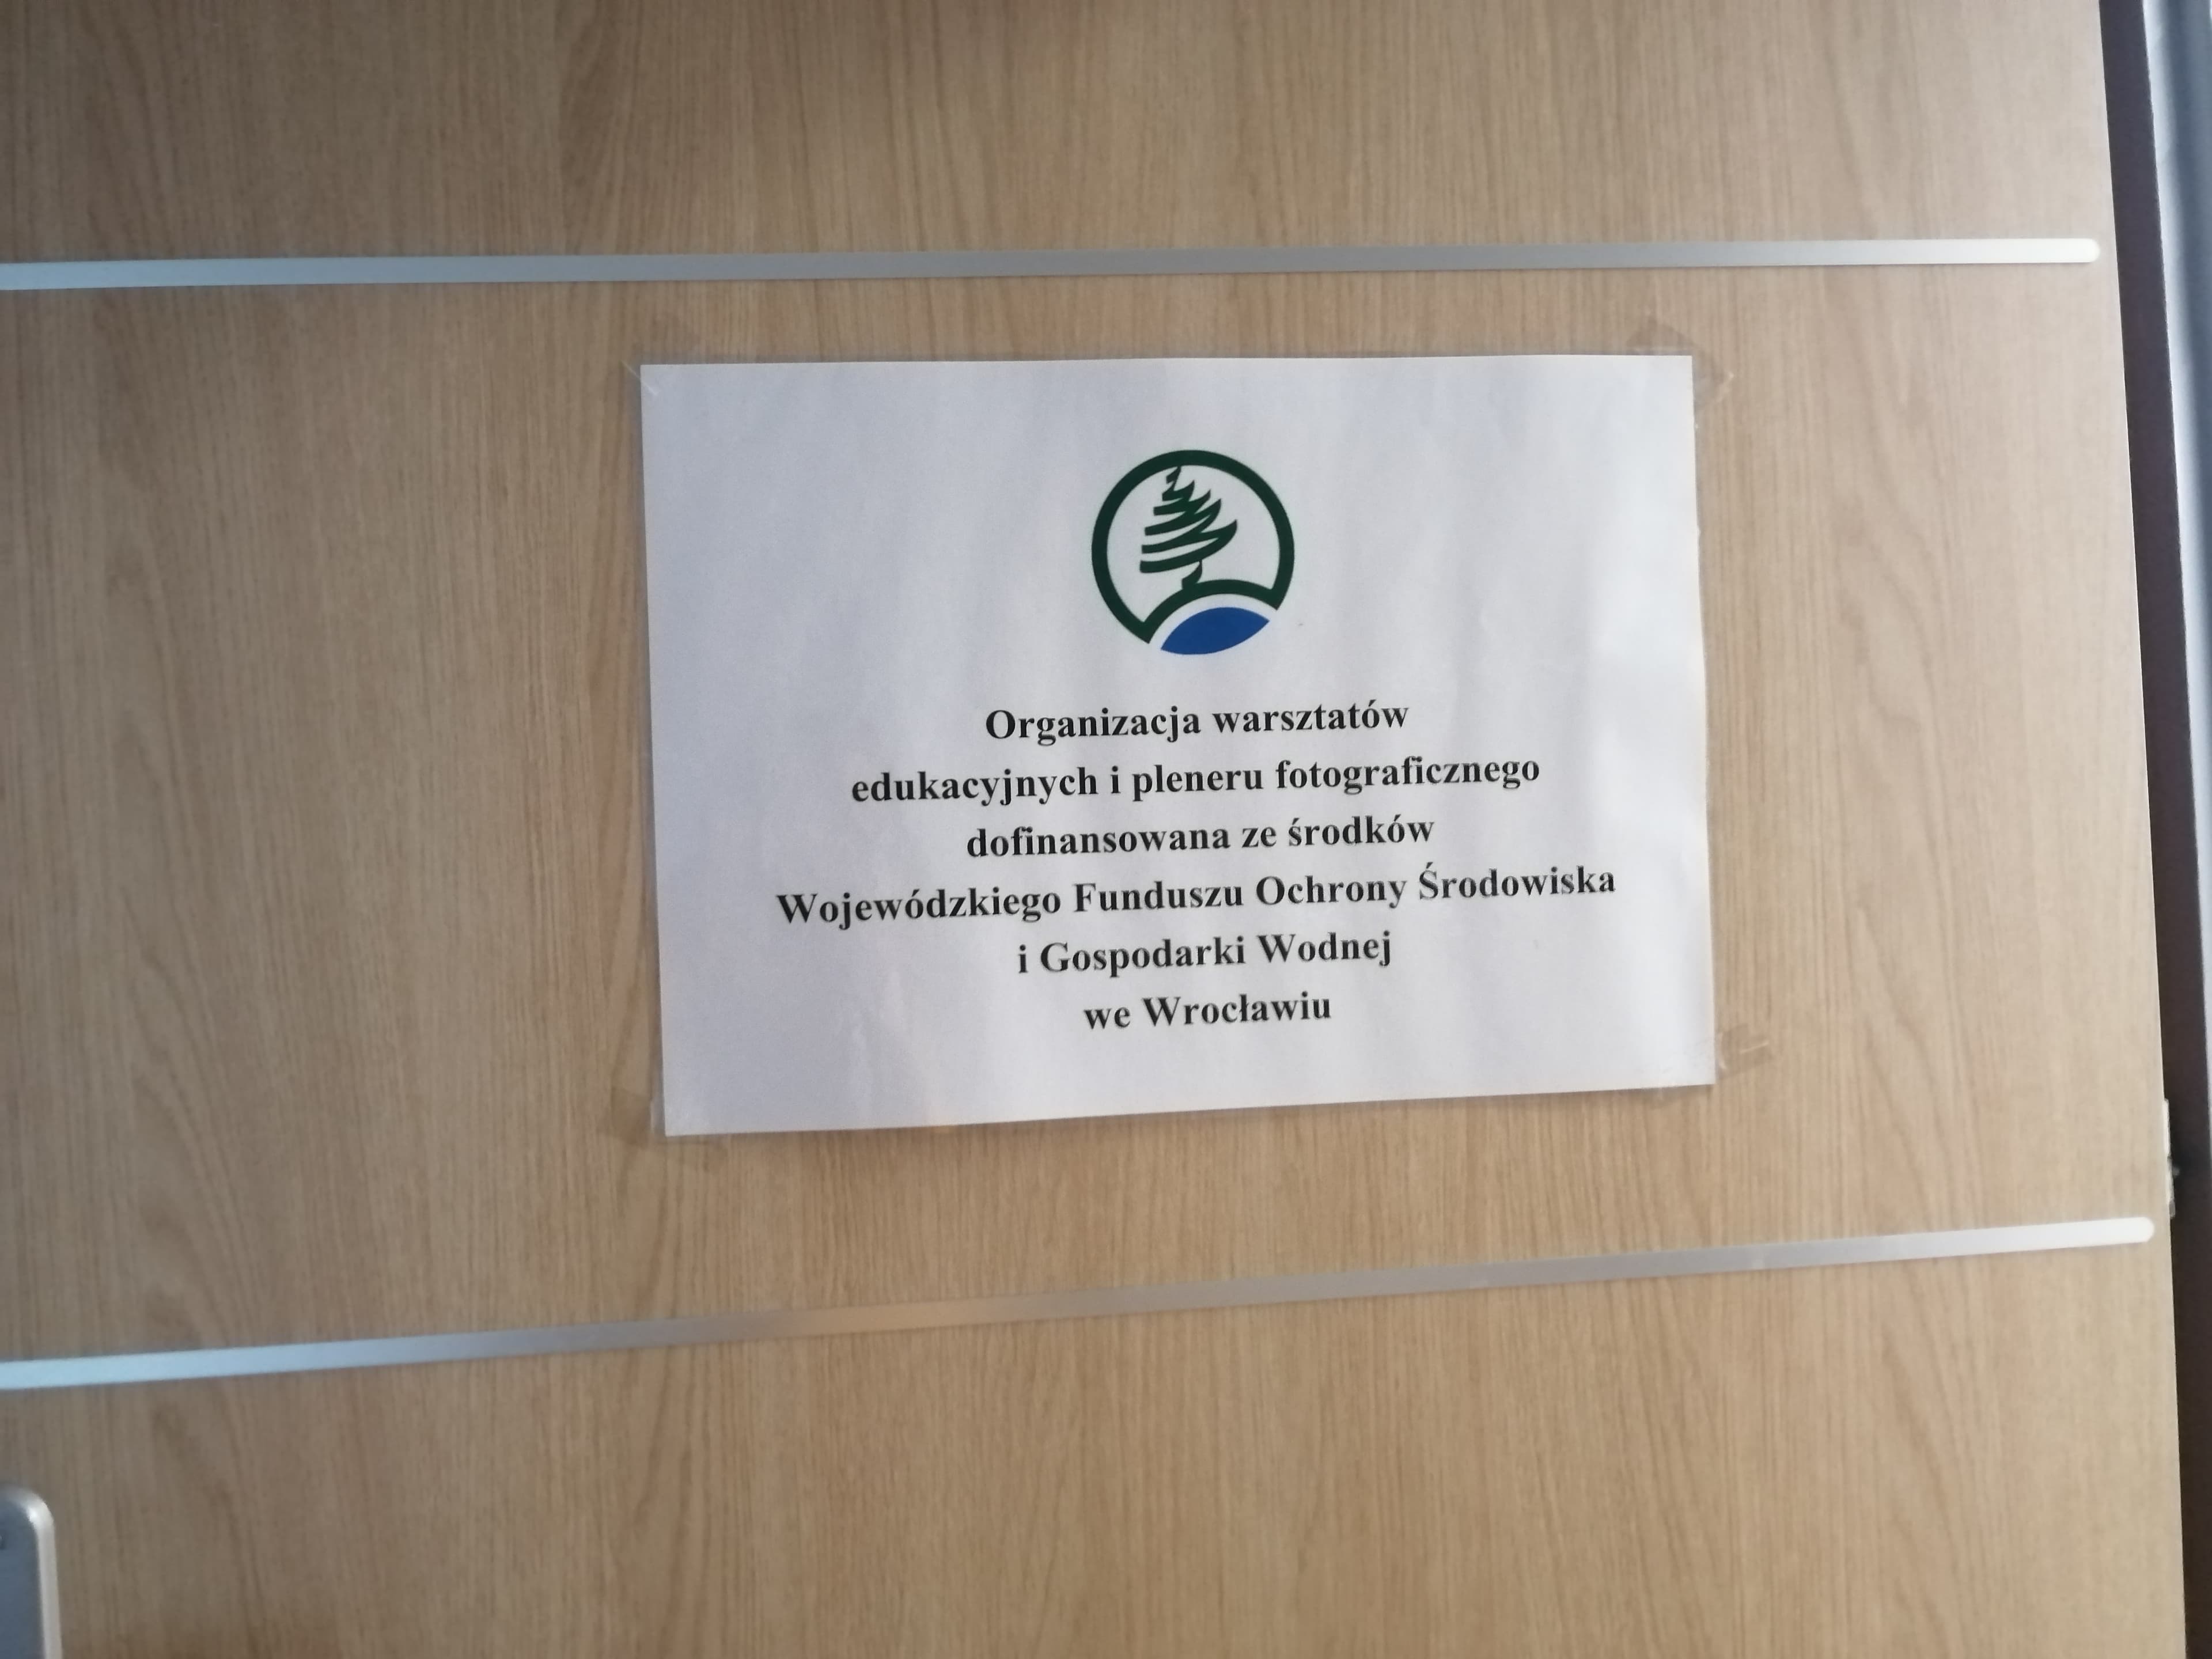 Organizacja warsztatów
edukacyjnych i pleneru fotograficznego
dofinansowana ze środków
Wojewódzkiego Funduszu Ochrony Środowiska
i Gospodarki Wodnej
we Wrocławiu